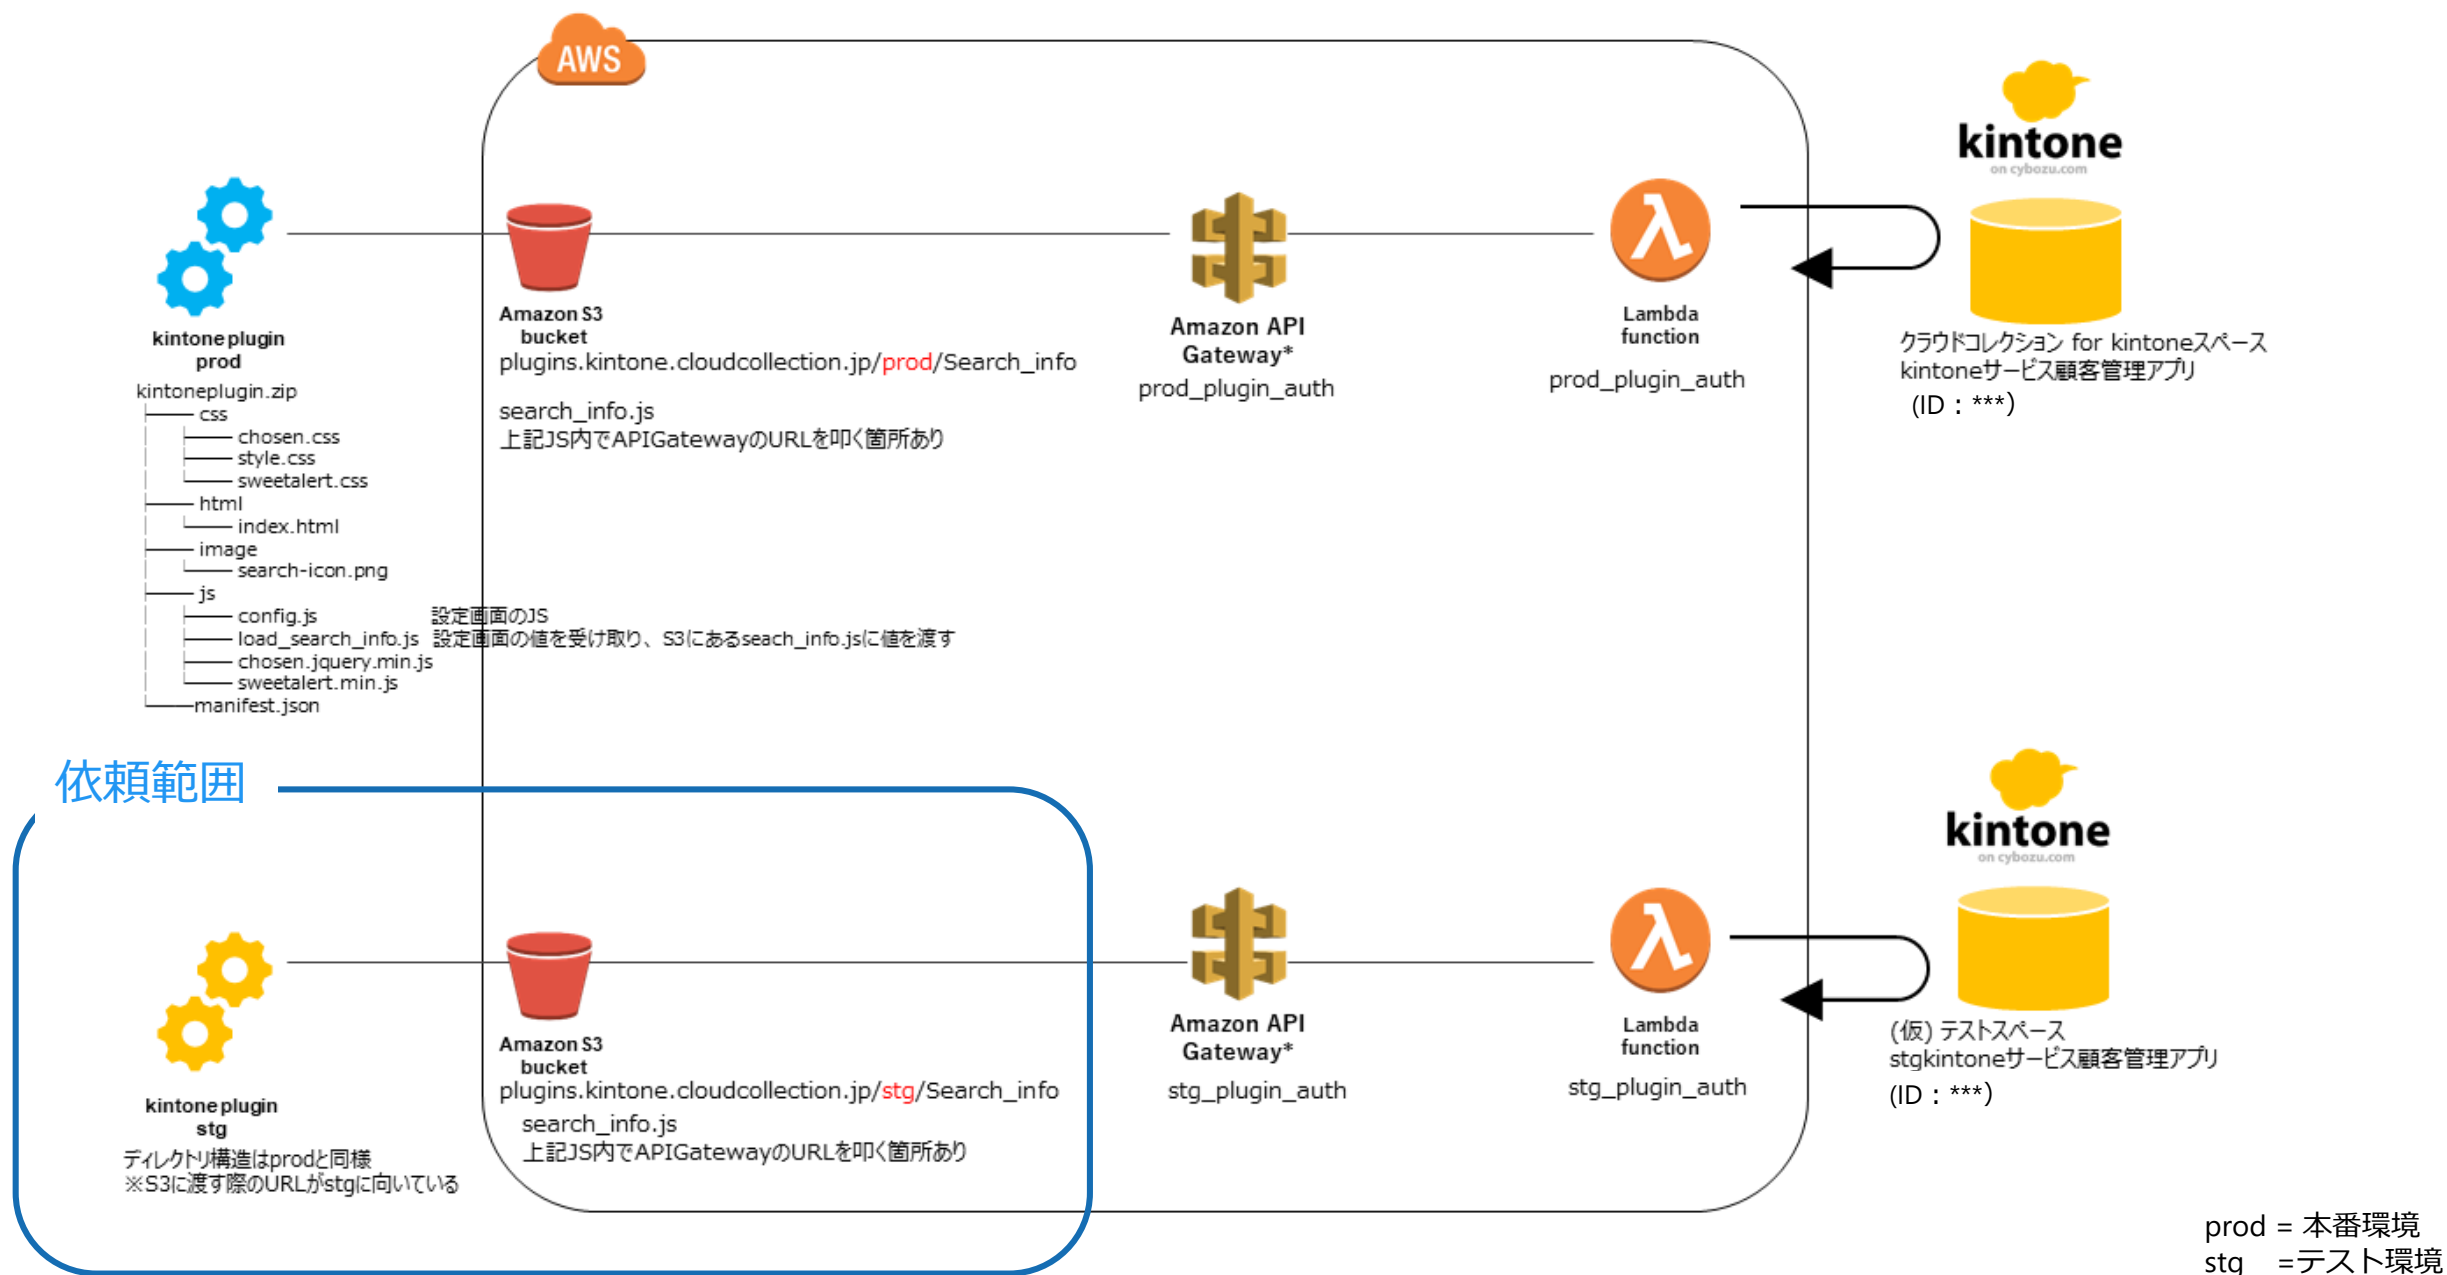 AWS
kintone
on cybozu.com
kintone plugin
prod
kintoneplugin.zip
css
chosen.css
style.css
sweetalert.css
html
index.html
image
search-icon.png
js
config.js 設定画面のJS
load_search_info.js 設定画面の値を受け取り、S3にあるseach_info.jsに値を渡す
chosen.jquery.min.js
sweetalert.min.js
manifest.json
Amazon S3
bucket
plugins.kintone.cloudcollection.jp/prod/Search_info
search_info.js
上記JS内でAPIGatewayのURLを叩く箇所あり
Amazon API
Gateway*
prod_plugin_auth
Lambda
function
prod_plugin_auth
クラウドコレクション for kintoneスペース
kintoneサービス顧客管理アプリ
(ID：***）
依頼範囲
kintone plugin
stg
ディレクトリ構造はprodと同様
※S3に渡す際のURLがstgに向いている
Amazon S3
bucket
plugins.kintone.cloudcollection.jp/stg/Search_info
search_info.js
上記JS内でAPIGatewayのURLを叩く箇所あり
Amazon API
Gateway*
stg_plugin_auth
Lambda
function
stg_plugin_auth
kintone
on cybozu.com
(仮) テストスペース
stgkintoneサービス顧客管理アプリ
(ID：***）
prod = 本番環境
stg =テスト環境